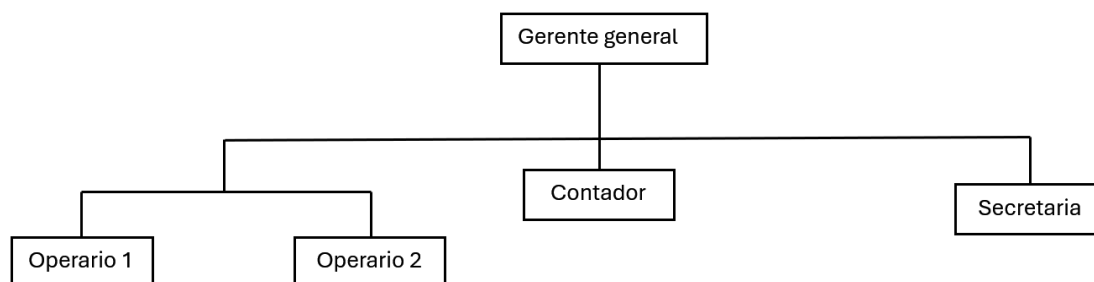 Gerente general
Contador
Secretaria
Operario 1
Operario 2